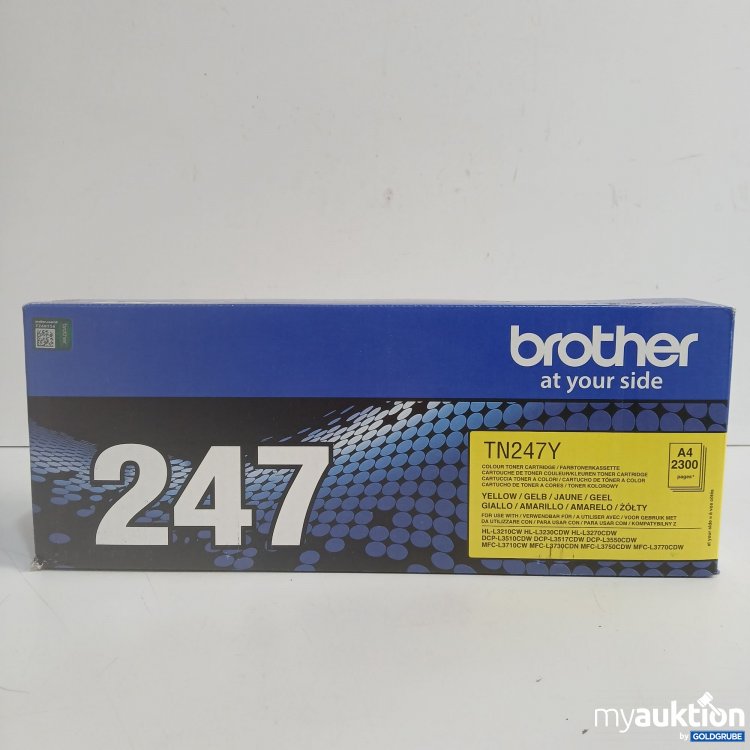 brother
at your side
247
TN247Y
COLOUR TONER CARTRIDGE / FARBTONERKASSETTE
CARTOUCHE DE TONER COULEUR/KLEUREN TONER CARTRIDGE
CARTUCCIA TONER A COLORI / CARTUCHO DE TONER A COLOR
CARTUCHO DE TONER A CORES / TONER KOLOROWY
YELLOW / GELB / JAUNE / GEEL
GIALLO / AMARILLO / AMARELO / ŻÓŁTY
FOR USE WITH / VERWENDBAR FÜR / A UTILISER AVEC / VOOR GEBRUIK MET
DA UTILIZZARE CON / PARA USAR CON / PARA USAR COM / KOMPATYBILNY Z
HL-L3210CW HL-L3230CDW HL-L3270CDW
DCP-L3510CDW DCP-L3517CDW DCP-L3550CDW
MFC-L3710CW MFC-L3730CDN MFC-L3750CDW MFC-L3770CDW
A4
2300
pages*
brother
myauktion
by GOLDGRUBE